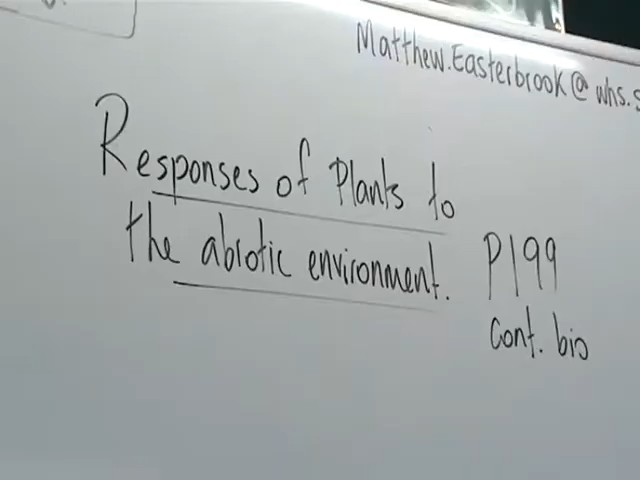 Matthew.Easterbrook@whs.s
Responses of Plants to
the abiotic environment. P199
Cont. bio